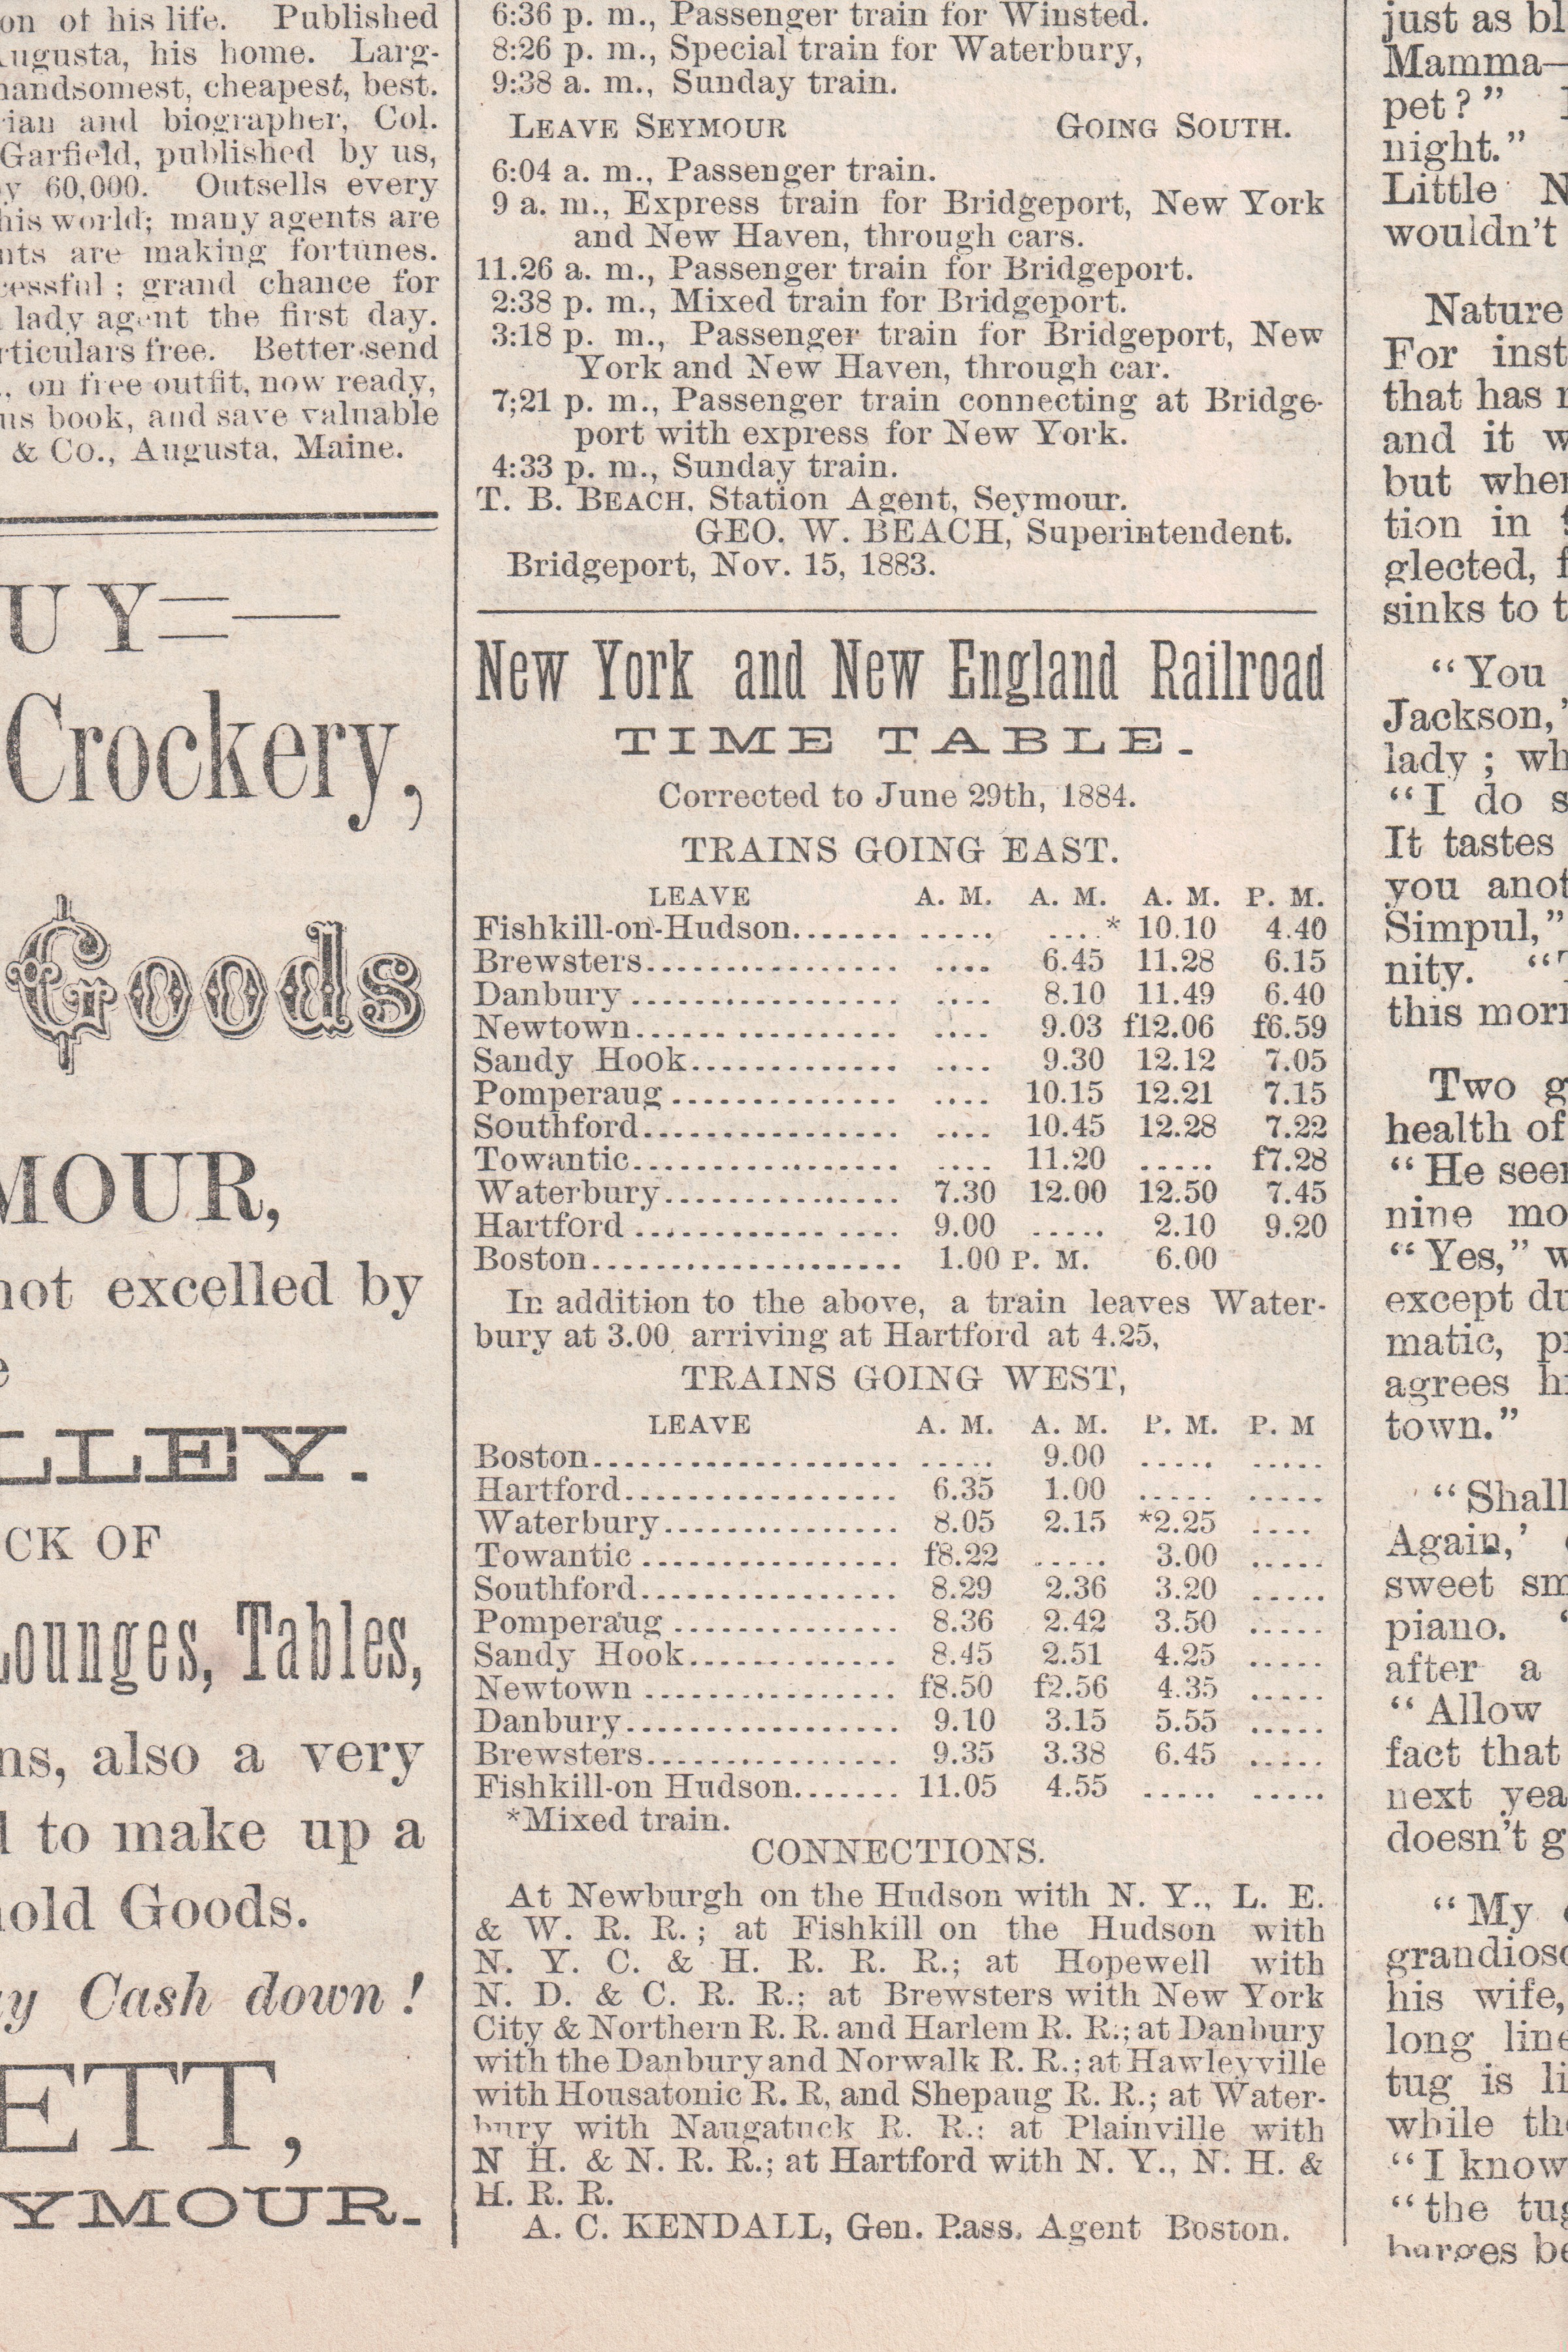 on of his life. Published
Augusta, his home. Larg-
handsomest, cheapest, best.
rian and biographer, Col.
Garfield, published by us,
y 60,000. Outsells every
his world; many agents are
nts are making fortunes.
cessful; grand chance for
lady agent the first day.
rticulars free. Better send
., on free outfit, now ready,
us book, and save valuable
& Co., Augusta, Maine.
UY=—
Crockery,
Goods
MOUR,
not excelled by
e
LLEY.
CK OF
Lounges, Tables,
ns, also a very
d to make up a
hold Goods.
y Cash down!
ETT,
YMOUR.
6:36 p. m., Passenger train for Winsted.
8:26 p. m., Special train for Waterbury,
9:38 a. m., Sunday train.
LEAVE SEYMOUR GOING SOUTH.
6:04 a. m., Passenger train.
9 a. m., Express train for Bridgeport, New York
and New Haven, through cars.
11.26 a. m., Passenger train for Bridgeport.
2:38 p. m., Mixed train for Bridgeport.
3:18 p. m., Passenger train for Bridgeport, New
York and New Haven, through car.
7;21 p. m., Passenger train connecting at Bridge-
port with express for New York.
4:33 p. m., Sunday train.
T. B. BEACH, Station Agent, Seymour.
GEO. W. BEACH, Superintendent.
Bridgeport, Nov. 15, 1883.
New York and New England Railroad
TIME TABLE.
Corrected to June 29th, 1884.
TRAINS GOING EAST.
LEAVE A. M. A. M. A. M. P. M.
Fishkill-on-Hudson....... ..... ....* 10.10 4.40
Brewsters................ .... 6.45 11.28 6.15
Danbury ................. .... 8.10 11.49 6.40
Newtown................. .... 9.03 f12.06 f6.59
Sandy Hook............. .... 9.30 12.12 7.05
Pomperaug .............. .... 10.15 12.21 7.15
Southford................ .... 10.45 12.28 7.22
Towantic................. .... 11.20 ..... f7.28
Waterbury............... 7.30 12.00 12.50 7.45
Hartford ................. 9.00 ..... 2.10 9.20
Boston.................... 1.00 P. M. 6.00
In addition to the above, a train leaves Water-
bury at 3.00, arriving at Hartford at 4.25,
TRAINS GOING WEST,
LEAVE A. M. A. M. P. M. P. M
Boston.................... ..... 9.00 ..... .....
Hartford................. 6.35 1.00 ..... .....
Waterbury............... 8.05 2.15 *2.25 ....
Towantic ................ f8.22 ..... 3.00 .....
Southford................ 8.29 2.36 3.20 .....
Pomperaug .............. 8.36 2.42 3.50 .....
Sandy Hook............. 8.45 2.51 4.25 .....
Newtown ................ f8.50 f2.56 4.35 .....
Danbury.................. 9.10 3.15 5.55 .....
Brewsters................ 9.35 3.38 6.45 .....
Fishkill-on Hudson....... 11.05 4.55 ..... .....
*Mixed train.
CONNECTIONS.
At Newburgh on the Hudson with N. Y., L. E.
& W. R. R.; at Fishkill on the Hudson with
N. Y. C. & H. R. R. R.; at Hopewell with
N. D. & C. R. R.; at Brewsters with New York
City & Northern R. R. and Harlem R. R.; at Danbury
with the Danbury and Norwalk R. R.; at Hawleyville
with Housatonic R. R, and Shepaug R. R.; at Water-
bury with Naugatuck R. R.; at Plainville with
N H. & N. R. R.; at Hartford with N. Y., N. H. &
H. R. R.
A. C. KENDALL, Gen. Pass. Agent Boston.
just as bl
Mamma—
pet?"
night."
Little N
wouldn't
Nature
For inst
that has
and it w
but when
tion in
glected, f
sinks to t
"You
Jackson,'
lady; wh
"I do s
It tastes
you anot
Simpul,"
nity. "T
this morn
Two g
health of
"He seem
nine mo
"Yes," w
except du
matic, p
agrees hi
town."
"Shall
Again,'
sweet sm
piano. "
after a
"Allow
fact that
next yea
doesn't g
"My
grandiose
his wife,
long line
tug is li
while the
"I know
"the tug
barges be